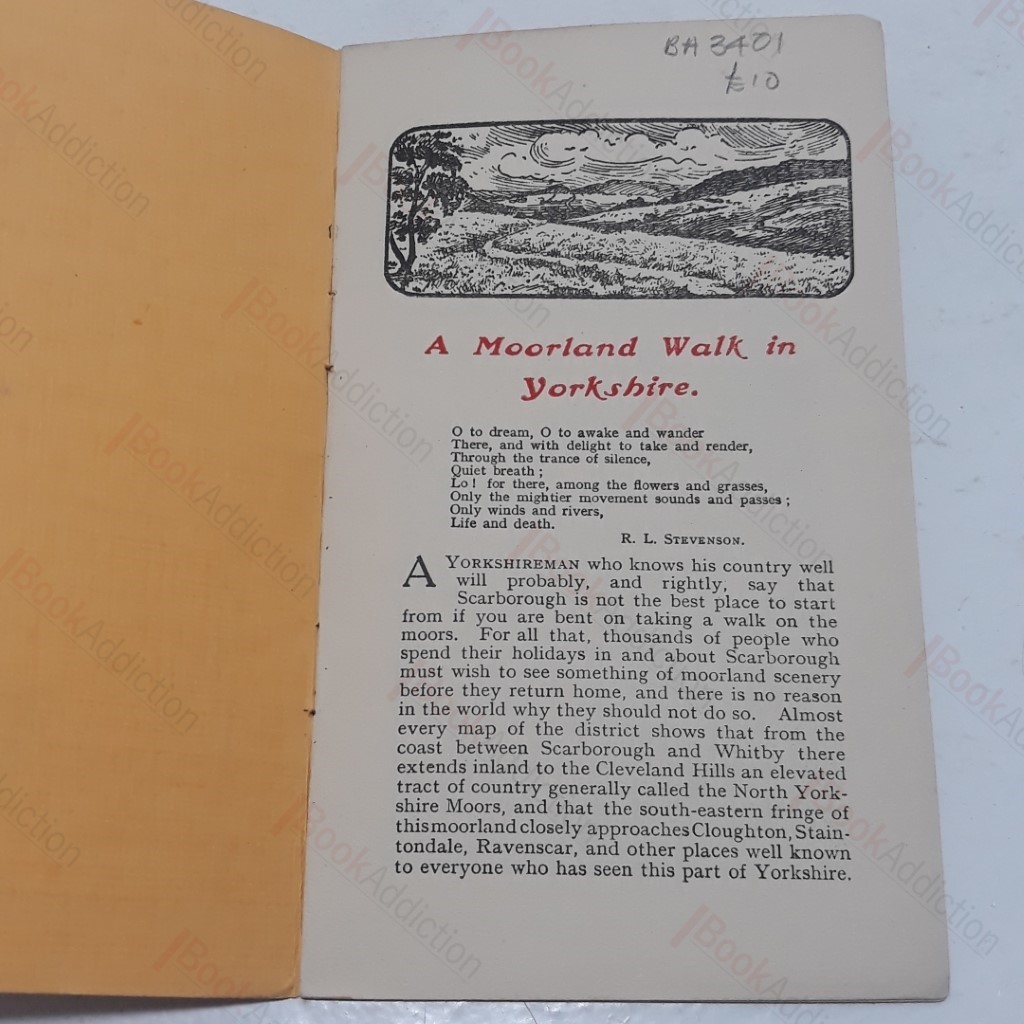 BA 3401
£10
A Moorland Walk in
Yorkshire.
O to dream, O to awake and wander
There, and with delight to take and render,
Through the trance of silence,
Quiet breath ;
Lo ! for there, among the flowers and grasses,
Only the mightier movement sounds and passes ;
Only winds and rivers,
Life and death.
R. L. STEVENSON.
A YORKSHIREMAN who knows his country well
will probably, and rightly, say that
Scarborough is not the best place to start
from if you are bent on taking a walk on the
moors. For all that, thousands of people who
spend their holidays in and about Scarborough
must wish to see something of moorland scenery
before they return home, and there is no reason
in the world why they should not do so. Almost
every map of the district shows that from the
coast between Scarborough and Whitby there
extends inland to the Cleveland Hills an elevated
tract of country generally called the North York-
shire Moors, and that the south-eastern fringe of
this moorland closely approaches Cloughton, Stain-
tondale, Ravenscar, and other places well known
to everyone who has seen this part of Yorkshire.
BookAddiction